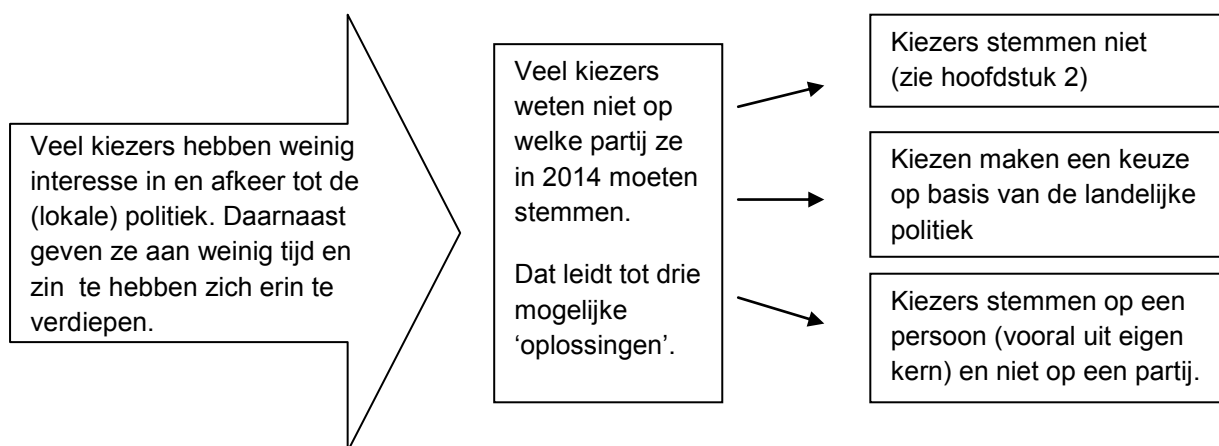 Veel kiezers hebben weinig
interesse in en afkeer tot de
(lokale) politiek. Daarnaast
geven ze aan weinig tijd en
zin te hebben zich erin te
verdiepen.
Veel kiezers
weten niet op
welke partij ze
in 2014 moeten
stemmen.
Dat leidt tot drie
mogelijke
‘oplossingen’.
Kiezers stemmen niet
(zie hoofdstuk 2)
Kiezen maken een keuze
op basis van de landelijke
politiek
Kiezers stemmen op een
persoon (vooral uit eigen
kern) en niet op een partij.